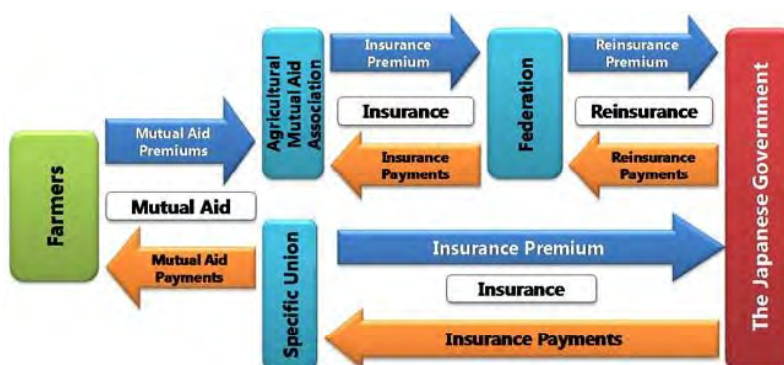 Farmers
Mutual Aid
Premiums
Mutual Aid
Mutual Aid
Payments
Agricultural
Mutual Aid
Association
Specific Union
Insurance
Premium
Insurance
Insurance
Payments
Federation
Reinsurance
Premium
Reinsurance
Reinsurance
Payments
Insurance Premium
Insurance
Insurance Payments
The Japanese Government